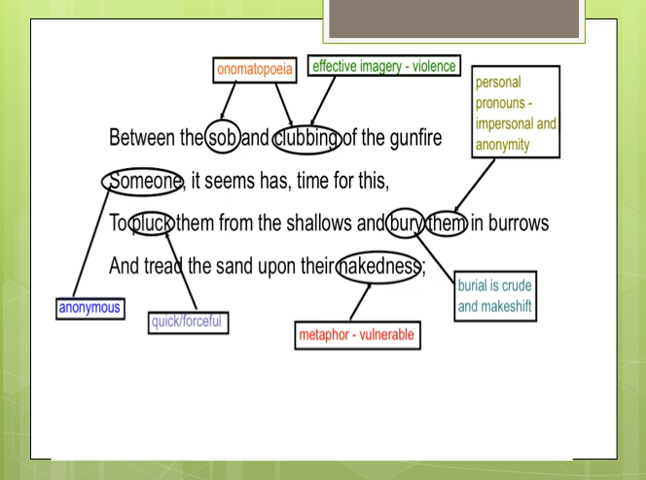 onomatopoeia
effective imagery - violence
personal
pronouns -
impersonal and
anonymity
Between the sob and clubbing of the gunfire
Someone, it seems has, time for this,
To pluck them from the shallows and bury them in burrows
And tread the sand upon their nakedness;
anonymous
quick/forceful
metaphor - vulnerable
burial is crude
and makeshift